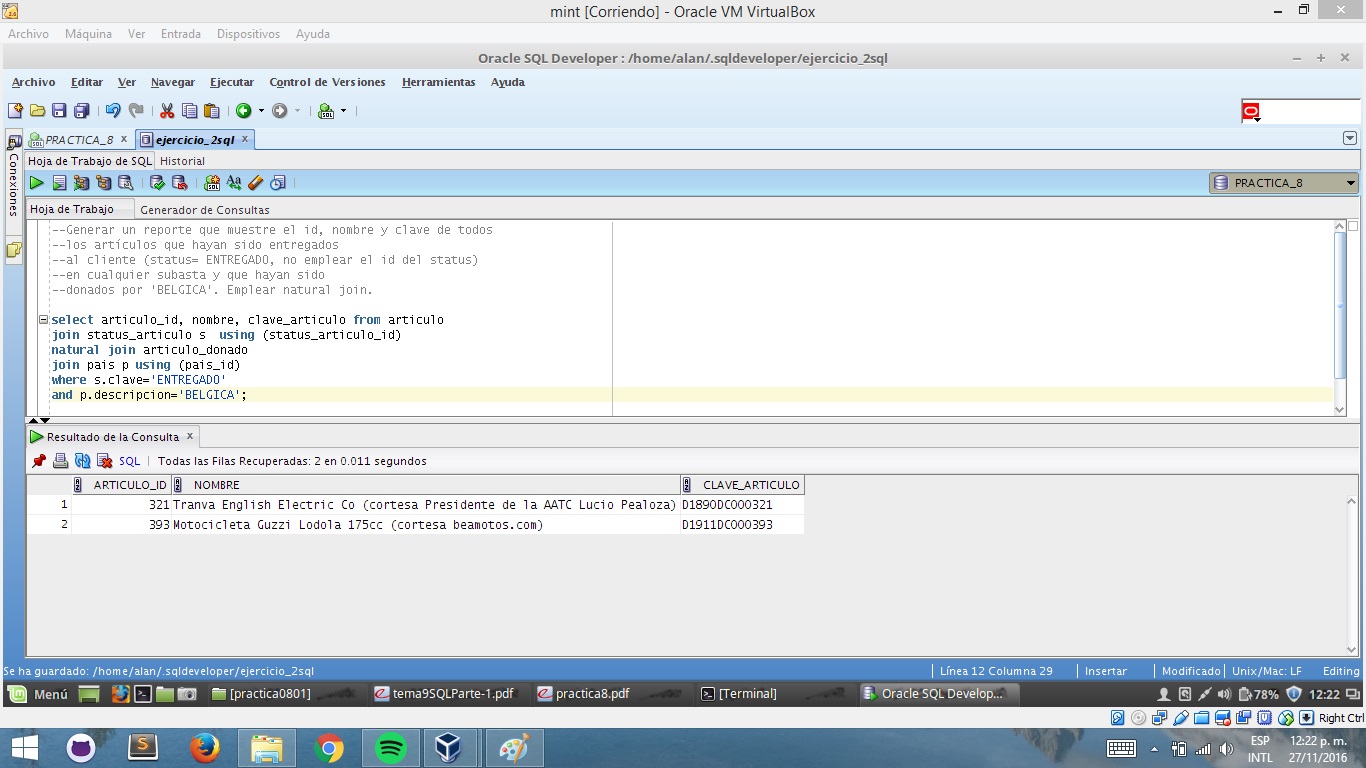 mint [Corriendo] - Oracle VM VirtualBox
Archivo Máquina Ver Entrada Dispositivos Ayuda
Oracle SQL Developer : /home/alan/.sqldeveloper/ejercicio_2sql
Archivo Editar Ver Navegar Ejecutar Control de Versiones Herramientas Ayuda
PRACTICA_8 x ejercicio_2sql x
Conexiones
Hoja de Trabajo de SQL Historial
PRACTICA_8
Hoja de Trabajo Generador de Consultas
--Generar un reporte que muestre el id, nombre y clave de todos
--los artículos que hayan sido entregados
--al cliente (status= ENTREGADO, no emplear el id del status)
--en cualquier subasta y que hayan sido
--donados por 'BELGICA'. Emplear natural join.
select articulo_id, nombre, clave_articulo from articulo
join status_articulo s  using (status_articulo_id)
natural join articulo_donado
join pais p using (pais_id)
where s.clave='ENTREGADO'
and p.descripcion='BELGICA';
Resultado de la Consulta x
SQL | Todas las Filas Recuperadas: 2 en 0.011 segundos
ARTICULO_ID NOMBRE CLAVE_ARTICULO
1 321 Tranva English Electric Co (cortesa Presidente de la AATC Lucio Pealoza) D1890DC000321
2 393 Motocicleta Guzzi Lodola 175cc (cortesa beamotos.com) D1911DC000393
Se ha guardado: /home/alan/.sqldeveloper/ejercicio_2sql Línea 12 Columna 29 Insertar Modificado Unix/Mac: LF Editing
Menú [practica0801] tema9SQLParte-1.pdf practica8.pdf [Terminal] Oracle SQL Develop... 78% 12:22
Right Ctrl
ESP 12:22 p. m.
INTL 27/11/2016